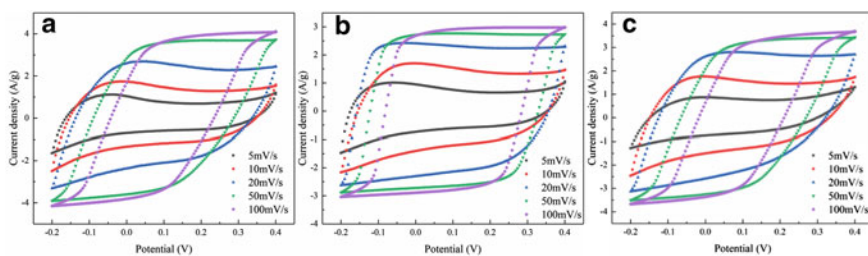 a
4
2
0
-2
-4
Current density (A/g)
5mV/s
10mV/s
20mV/s
50mV/s
100mV/s
-0.2 -0.1 0.0 0.1 0.2 0.3 0.4
Potential (V)
b
3
2
1
0
-1
-2
-3
-4
Current density (A/g)
5mV/s
10mV/s
20mV/s
50mV/s
100mV/s
-0.2 -0.1 0.0 0.1 0.2 0.3 0.4
Potential (V)
c
4
3
2
1
0
-1
-2
-3
-4
Current density (A/g)
5mV/s
10mV/s
20mV/s
50mV/s
100mV/s
-0.2 -0.1 0.0 0.1 0.2 0.3 0.4
Potential (V)